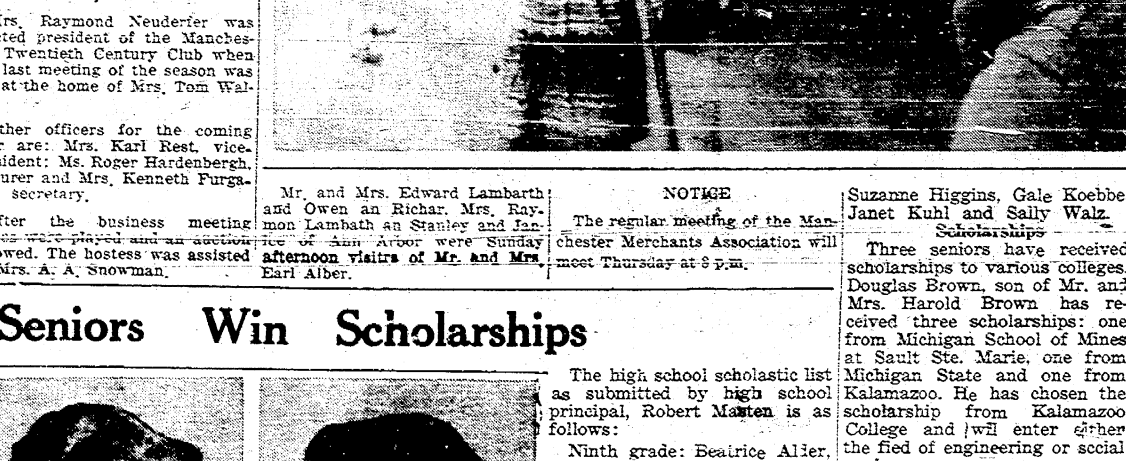 rs. Raymond Neuderfer was
ted president of the Manches-
Twentieth Century Club when
last meeting of the season was
at the home of Mrs. Tom Wal-
ther officers for the coming
r are: Mrs. Karl Rest, vice-
ident: Ms. Roger Hardenbergh,
urer and Mrs. Kenneth Furga-
secretary.
fter the business meeting
es were played and an auction
owed. The hostess was assisted
Mrs. A. A. Snowman.
Mr. and Mrs. Edward Lambarth
and Owen an Richar. Mrs. Ray-
mon Lambath an Stanley and Jan-
ice of Ann Arbor were Sunday
afternoon visitrs of Mr. and Mrs.
Earl Alber.
NOTICE
The regular meeting of the Man-
chester Merchants Association will
meet Thursday at 8 p.m.
Seniors Win Scholarships
The high school scholastic list
as submitted by high school
principal, Robert Masten is as
follows:
Ninth grade: Beatrice Alber,
Suzanne Higgins, Gale Koebbe
Janet Kuhl and Sally Walz.
Scholarships
Three seniors have received
scholarships to various colleges.
Douglas Brown, son of Mr. and
Mrs. Harold Brown has re-
ceived three scholarships: one
from Michigan School of Mines
at Sault Ste. Marie, one from
Michigan State and one from
Kalamazoo. He has chosen the
scholarship from Kalamazoo
College and will enter either
the fied of engineering or social